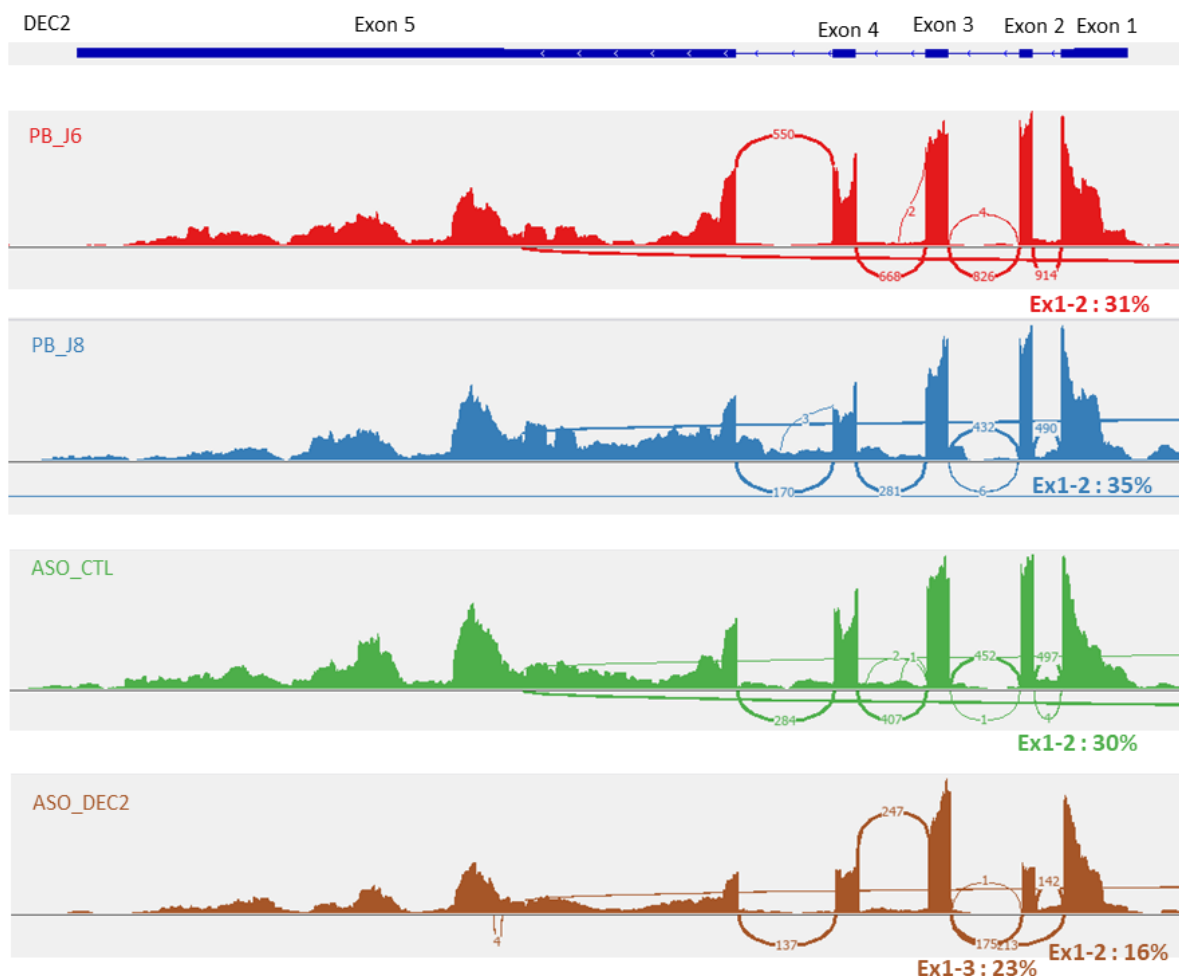 DEC2
Exon 5
Exon 4
Exon 3
Exon 2
Exon 1
PB_J6
550
2
4
668
826
914
Ex1-2 : 31%
PB_J8
3
432
490
170
281
6
Ex1-2 : 35%
ASO_CTL
2
1
452
497
284
407
1
4
Ex1-2 : 30%
ASO_DEC2
247
1
142
4
137
175
213
Ex1-2 : 16%
Ex1-3 : 23%